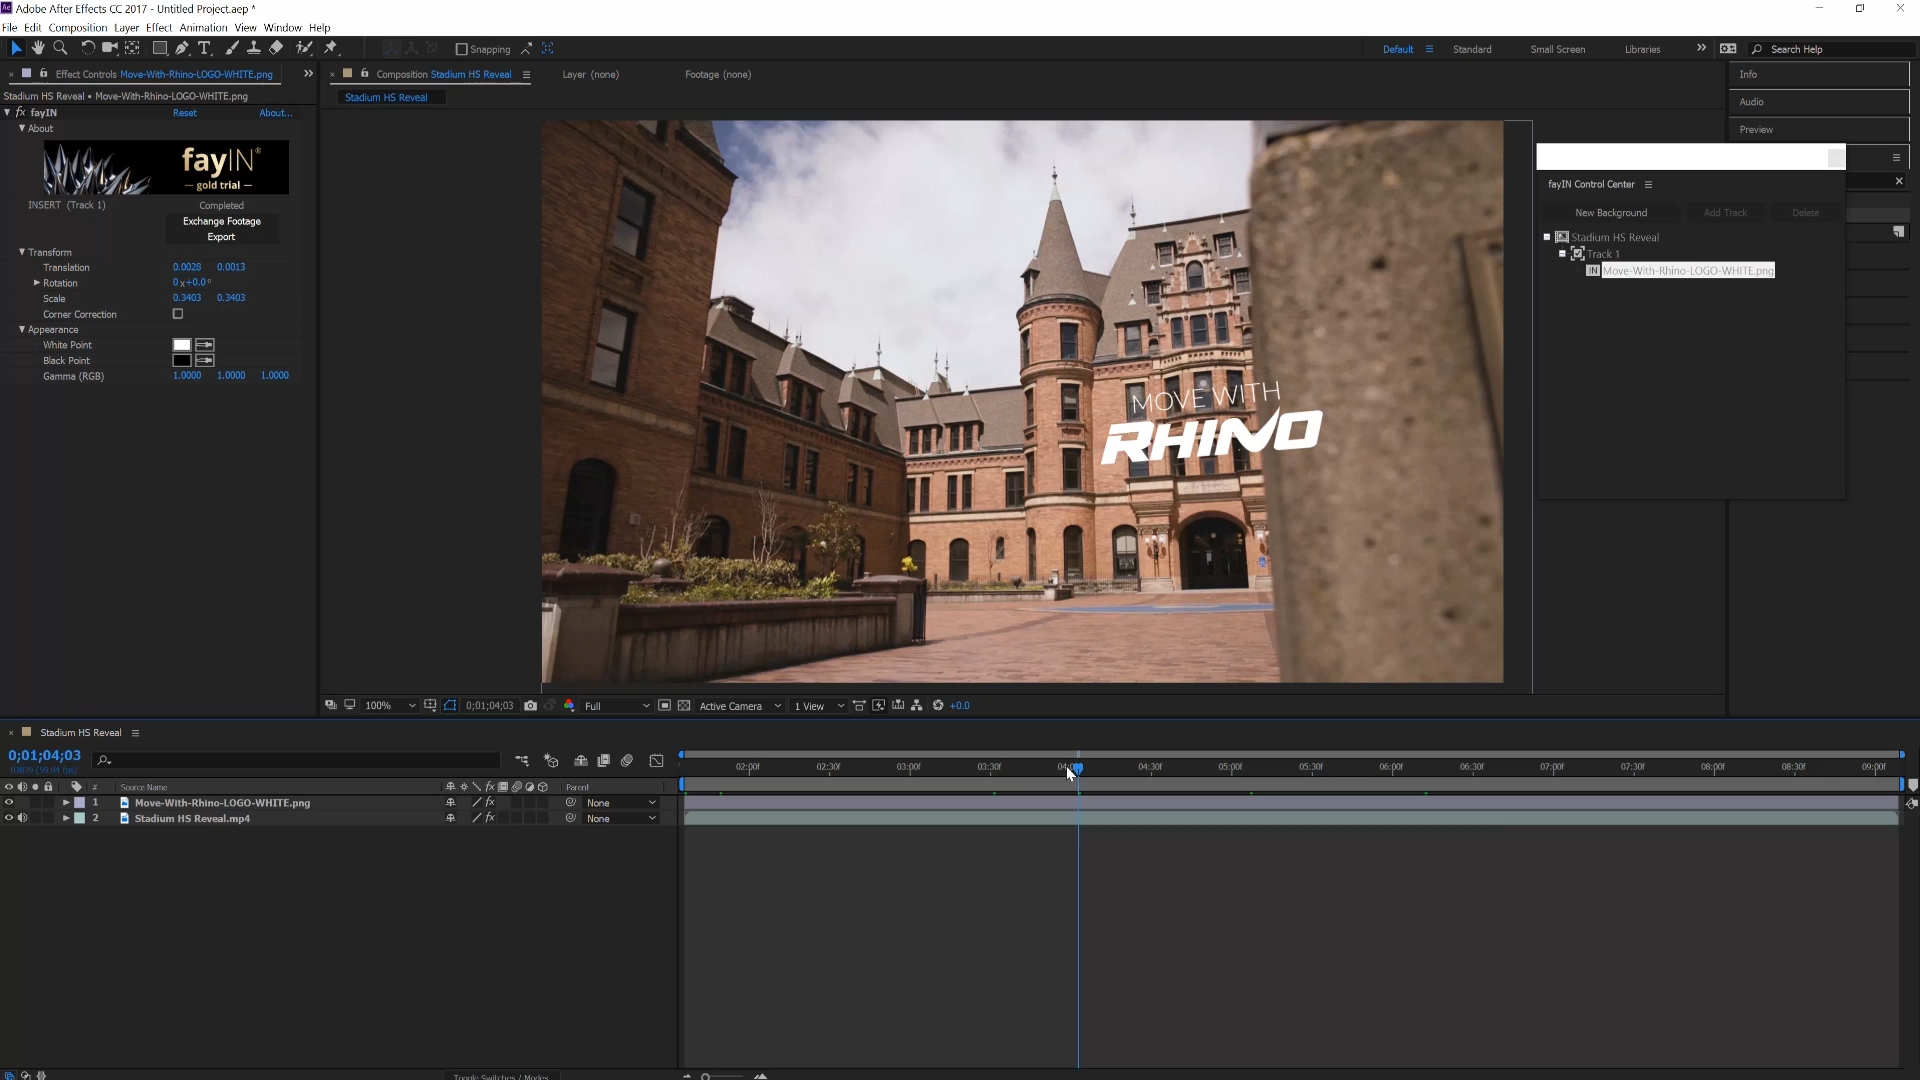 Adobe After Effects CC 2017 - Untitled Project.aep *
File Edit Composition Layer Effect Animation View Window Help
Snapping
Default Standard Small Screen Libraries Search Help
Effect Controls Move-With-Rhino-LOGO-WHITE.png
Composition Stadium HS Reveal
Layer (none)
Footage (none)
Info
Stadium HS Reveal • Move-With-Rhino-LOGO-WHITE.png
Stadium HS Reveal
Audio
fx fayIN Reset About...
About
Preview
fayIN®
– gold trial –
INSERT (Track 1) Completed
Exchange Footage
Export
Transform
Translation 0.0028 0.0013
Rotation 0x+0.0°
Scale 0.3403 0.3403
Corner Correction
Appearance
White Point
Black Point
Gamma (RGB) 1.0000 1.0000 1.0000
fayIN Control Center
New Background Add Track Delete
Stadium HS Reveal
Track 1
IN Move-With-Rhino-LOGO-WHITE.png
MOVE WITH
RHINO
100% 0;01;04;03 Full Active Camera 1 View +0.0
Stadium HS Reveal
0;01;04;03
02:00f 02:30f 03:00f 03:30f 04:30f 05:00f 05:30f 06:00f 06:30f 07:00f 07:30f 08:00f 08:30f 09:00f
# Source Name Parent
1 Move-With-Rhino-LOGO-WHITE.png fx None
2 Stadium HS Reveal.mp4 fx None
Toggle Switches / Modes